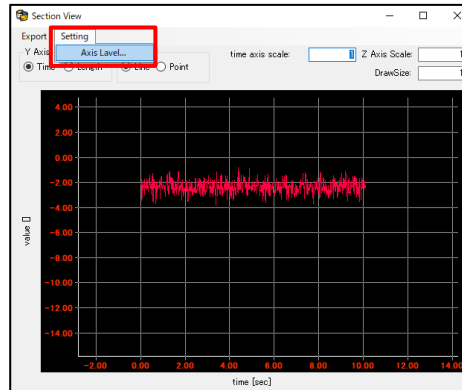 Section View
Export Setting
Axis Lavel...
Y Axis
Time Length Line Point
time axis scale: 1 Z Axis Scale: 1
DrawSize: 1
4.00
2.00
0.00
-2.00
-4.00
-6.00
-8.00
-10.00
-12.00
-14.00
value []
-2.00 0.00 2.00 4.00 6.00 8.00 10.00 12.00 14.00
time [sec]